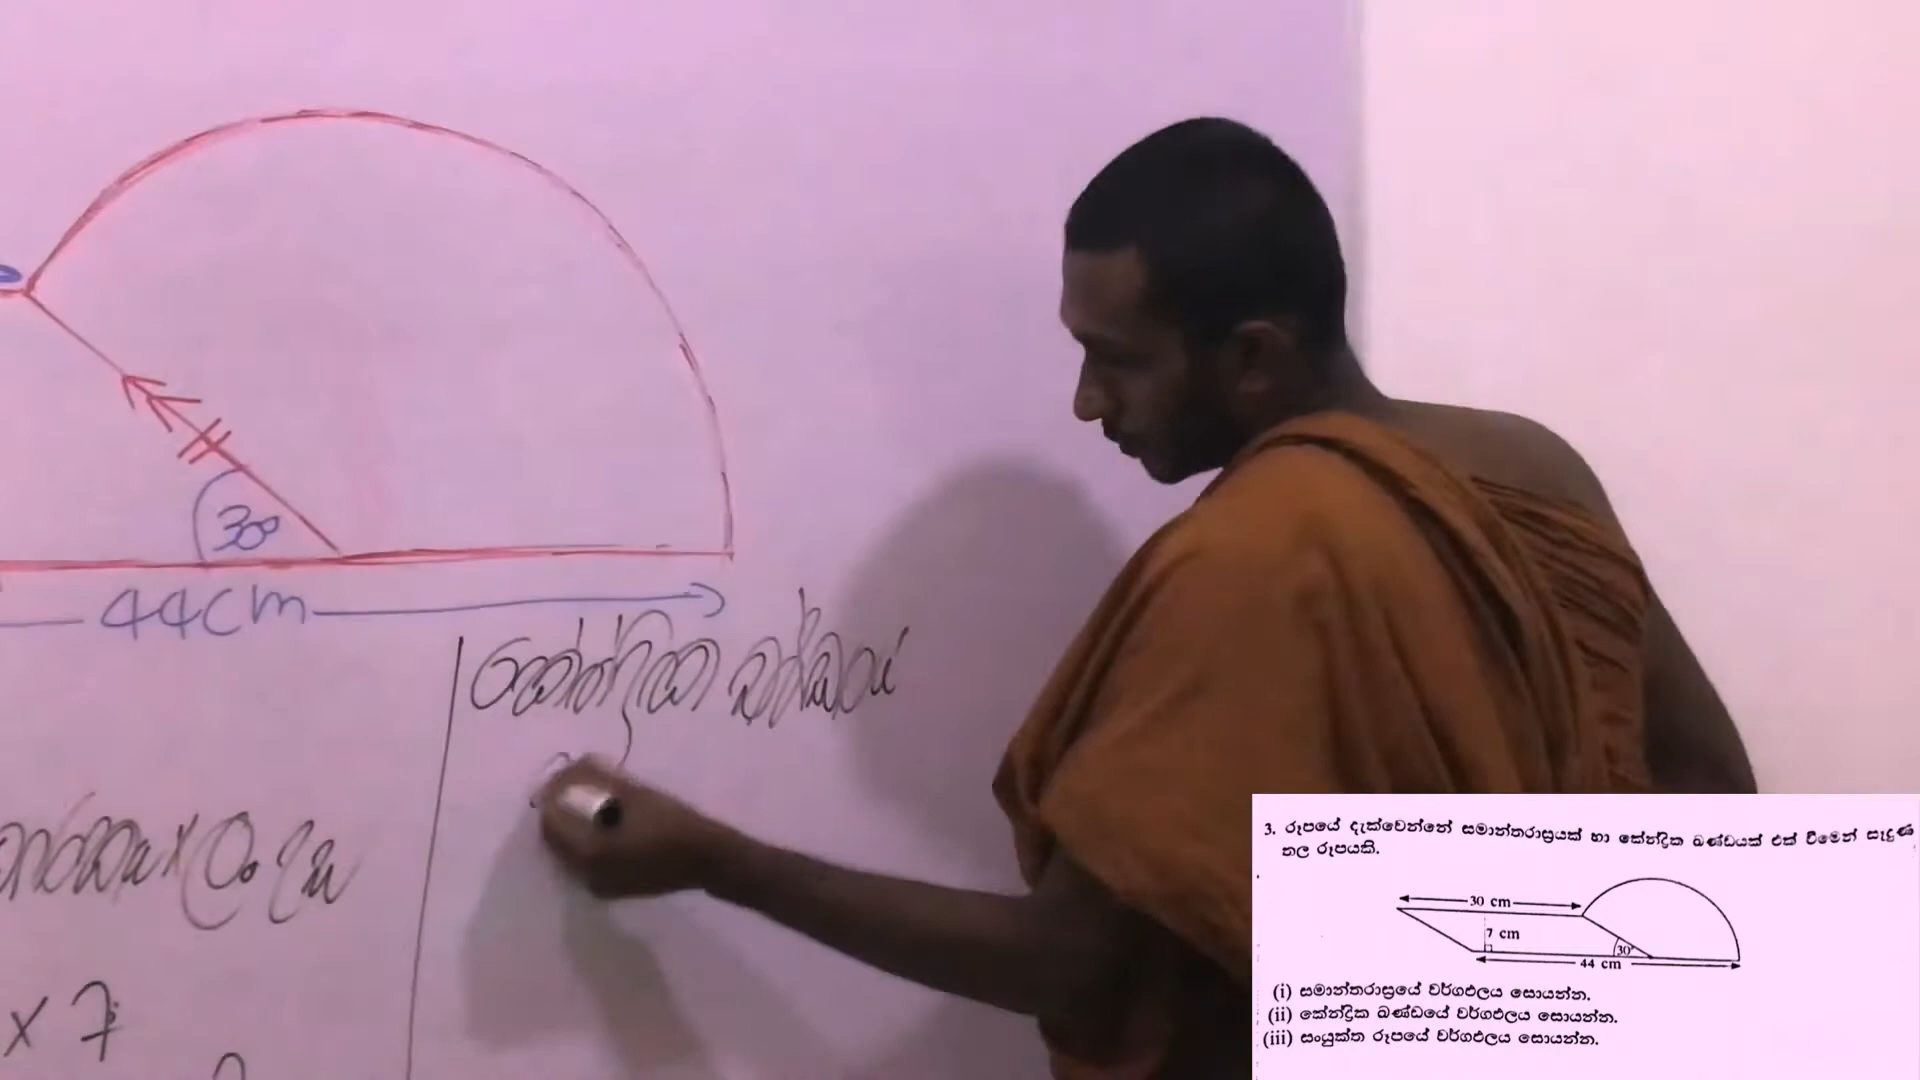 30°
44cm
කේන්ද්‍රික ඛණ්ඩය
× 7
3. රූපයේ දැක්වෙන්නේ සමාන්තරාස්‍රයක් හා කේන්ද්‍රික ඛණ්ඩයක් එක් වීමෙන් සෑදුණ
තල රූපයකි.
30 cm
7 cm
30°
44 cm
(i) සමාන්තරාස්‍රයේ වර්ගඵලය සොයන්න.
(ii) කේන්ද්‍රික ඛණ්ඩයේ වර්ගඵලය සොයන්න.
(iii) සංයුක්ත රූපයේ වර්ගඵලය සොයන්න.